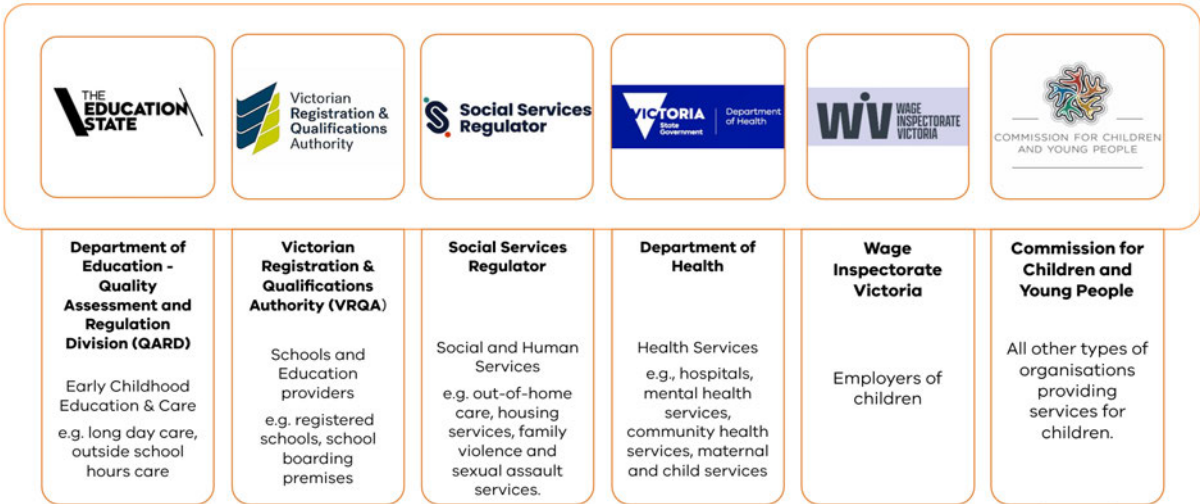 THE
EDUCATION
STATE
Victorian
Registration &
Qualifications
Authority
Social Services
Regulator
VICTORIA
State
Government
Department
of Health
WIV
WAGE
INSPECTORATE
VICTORIA
COMMISSION FOR CHILDREN
AND YOUNG PEOPLE
Department of
Education -
Quality
Assessment and
Regulation
Division (QARD)
Early Childhood
Education & Care
e.g. long day care,
outside school
hours care
Victorian
Registration &
Qualifications
Authority (VRQA)
Schools and
Education
providers
e.g. registered
schools, school
boarding
premises
Social Services
Regulator
Social and Human
Services
e.g. out-of-home
care, housing
services, family
violence and
sexual assault
services.
Department of
Health
Health Services
e.g., hospitals,
mental health
services,
community health
services, maternal
and child services
Wage
Inspectorate
Victoria
Employers of
children
Commission for
Children and
Young People
All other types of
organisations
providing
services for
children.